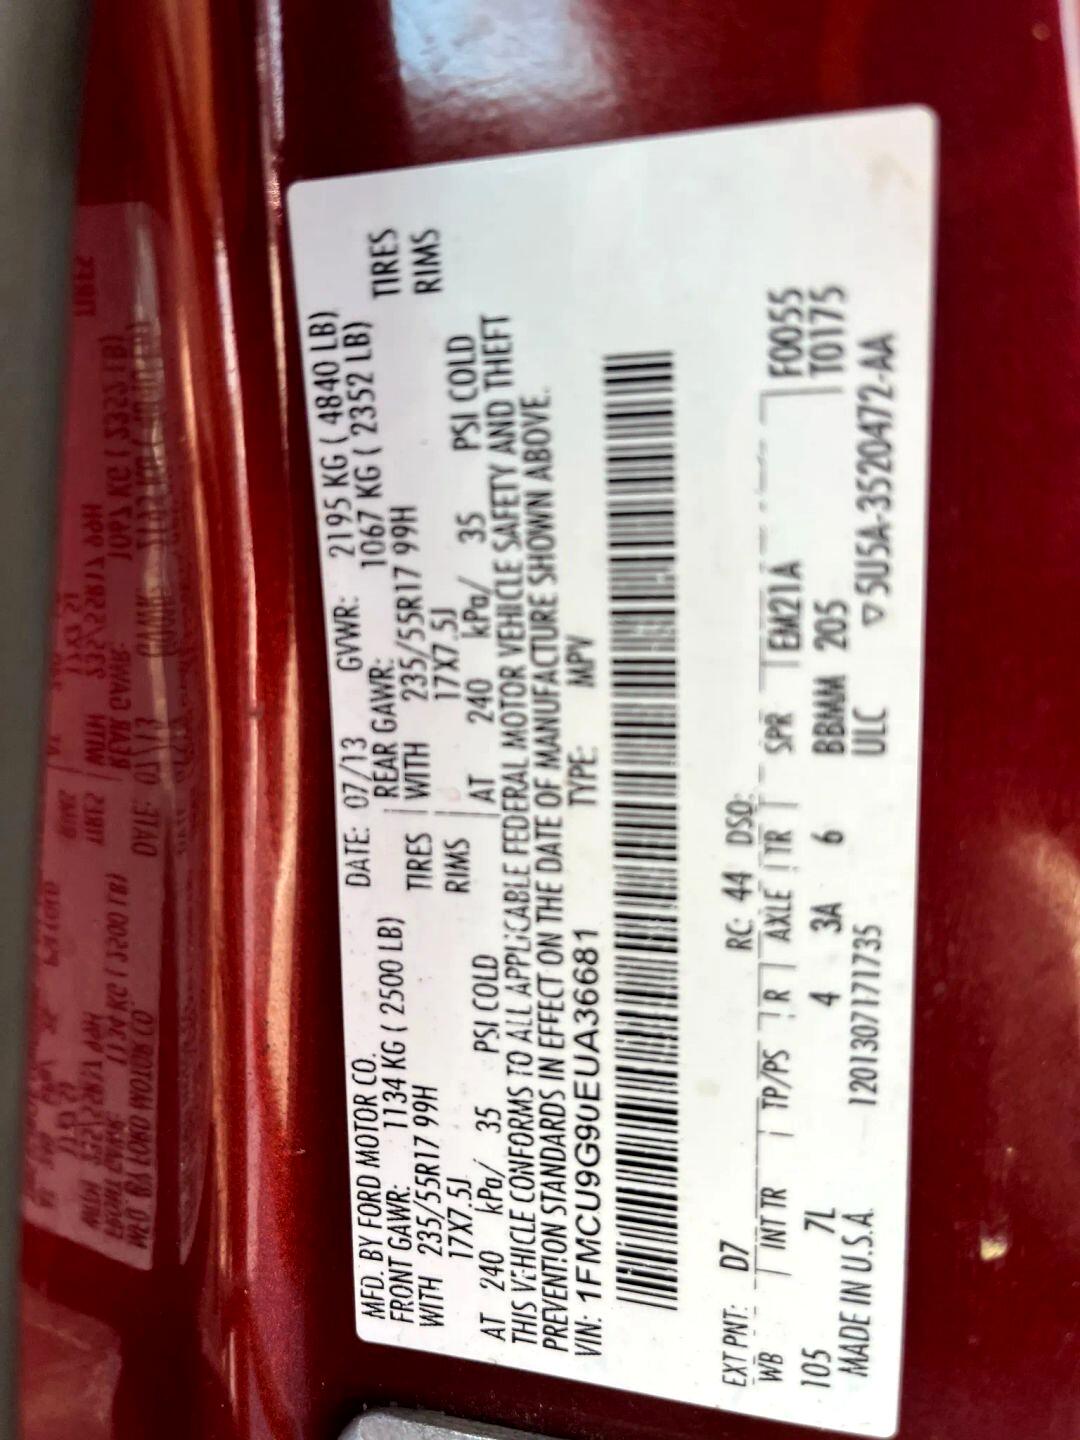 MFD. BY FORD MOTOR CO.
DATE: 07/13 GVWR: 2195 KG ( 4840 LB)
FRONT GAWR: 1134 KG ( 2500 LB)
REAR GAWR: 1067 KG ( 2352 LB)
WITH 235/55R17 99H TIRES
WITH 235/55R17 99H TIRES
17X7.5J RIMS
17X7.5J RIMS
AT 240 kPa/ 35 PSI COLD
AT 240 kPa/ 35 PSI COLD
THIS VEHICLE CONFORMS TO ALL APPLICABLE FEDERAL MOTOR VEHICLE SAFETY AND THEFT
PREVENTION STANDARDS IN EFFECT ON THE DATE OF MANUFACTURE SHOWN ABOVE.
VIN: 1FMCU9G90EUA36681 TYPE: MPV
EXT PNT: D7 RC: 44 DSO:
WB INT TR TP/PS R AXLE TR SPR EM21A F0055
105 7L 4 3A 6 BBMM 205 T0175
MADE IN U.S.A. 1201307171735 ULC ▽5U5A-3520472-AA